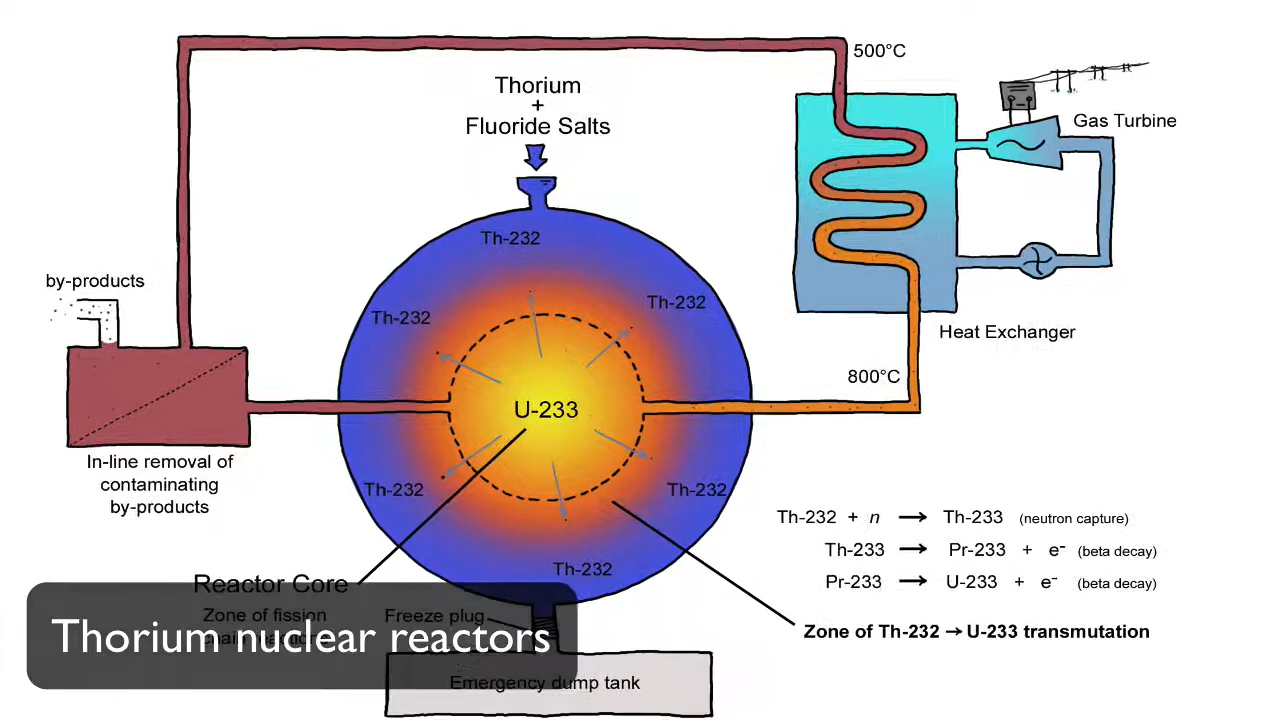 500°C
Thorium
+
Fluoride Salts
Gas Turbine
Th-232
by-products
Th-232
Th-232
Heat Exchanger
800°C
U-233
In-line removal of
contaminating
by-products
Th-232
Th-232
Th-232 + n → Th-233 (neutron capture)
Th-233 → Pr-233 + e⁻ (beta decay)
Pr-233 → U-233 + e⁻ (beta decay)
Th-232
Reactor Core
Zone of fission
Freeze plug
Zone of Th-232 → U-233 transmutation
Thorium nuclear reactors
Emergency dump tank